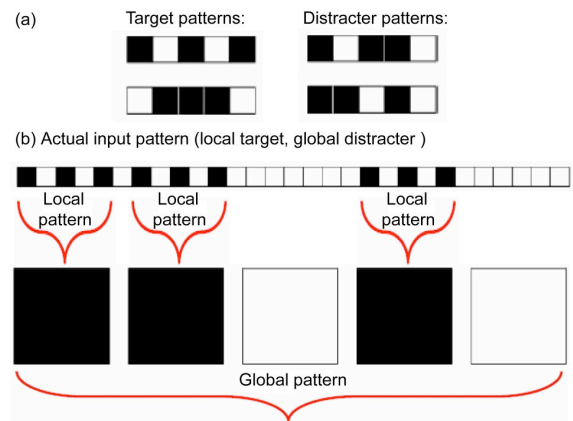 (a) Target patterns: Distracter patterns:
(b) Actual input pattern (local target, global distracter )
Local pattern
Local pattern
Local pattern
Global pattern